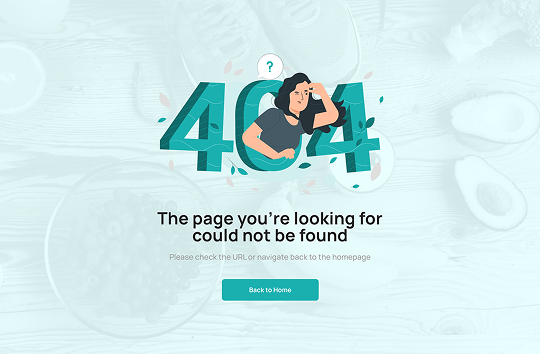 ?
404
The page you're looking for
could not be found
Please check the URL or navigate back to the homepage
Back to Home